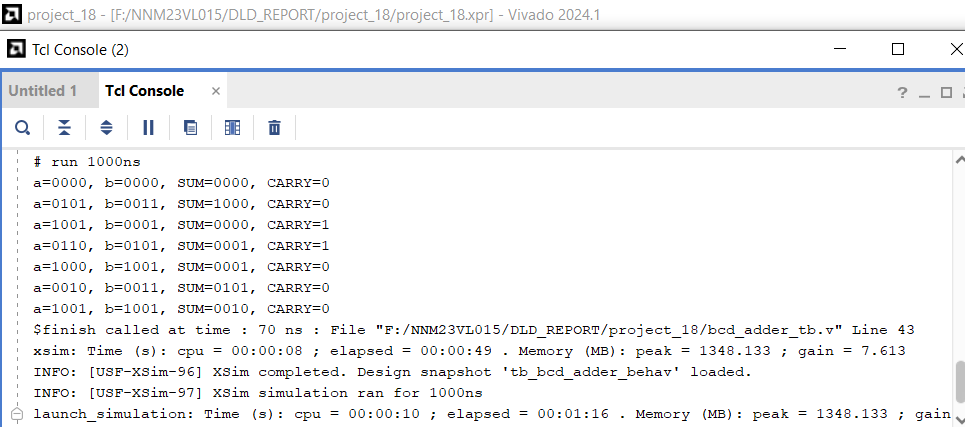 project_18 - [F:/NNM23VL015/DLD_REPORT/project_18/project_18.xpr] - Vivado 2024.1
Tcl Console (2)
Untitled 1 Tcl Console × ?
# run 1000ns
a=0000, b=0000, SUM=0000, CARRY=0
a=0101, b=0011, SUM=1000, CARRY=0
a=1001, b=0001, SUM=0000, CARRY=1
a=0110, b=0101, SUM=0001, CARRY=1
a=1000, b=1001, SUM=0001, CARRY=0
a=0010, b=0011, SUM=0101, CARRY=0
a=1001, b=1001, SUM=0010, CARRY=0
$finish called at time : 70 ns : File "F:/NNM23VL015/DLD_REPORT/project_18/bcd_adder_tb.v" Line 43
xsim: Time (s): cpu = 00:00:08 ; elapsed = 00:00:49 . Memory (MB): peak = 1348.133 ; gain = 7.613
INFO: [USF-XSim-96] XSim completed. Design snapshot 'tb_bcd_adder_behav' loaded.
INFO: [USF-XSim-97] XSim simulation ran for 1000ns
launch_simulation: Time (s): cpu = 00:00:10 ; elapsed = 00:01:16 . Memory (MB): peak = 1348.133 ; gain